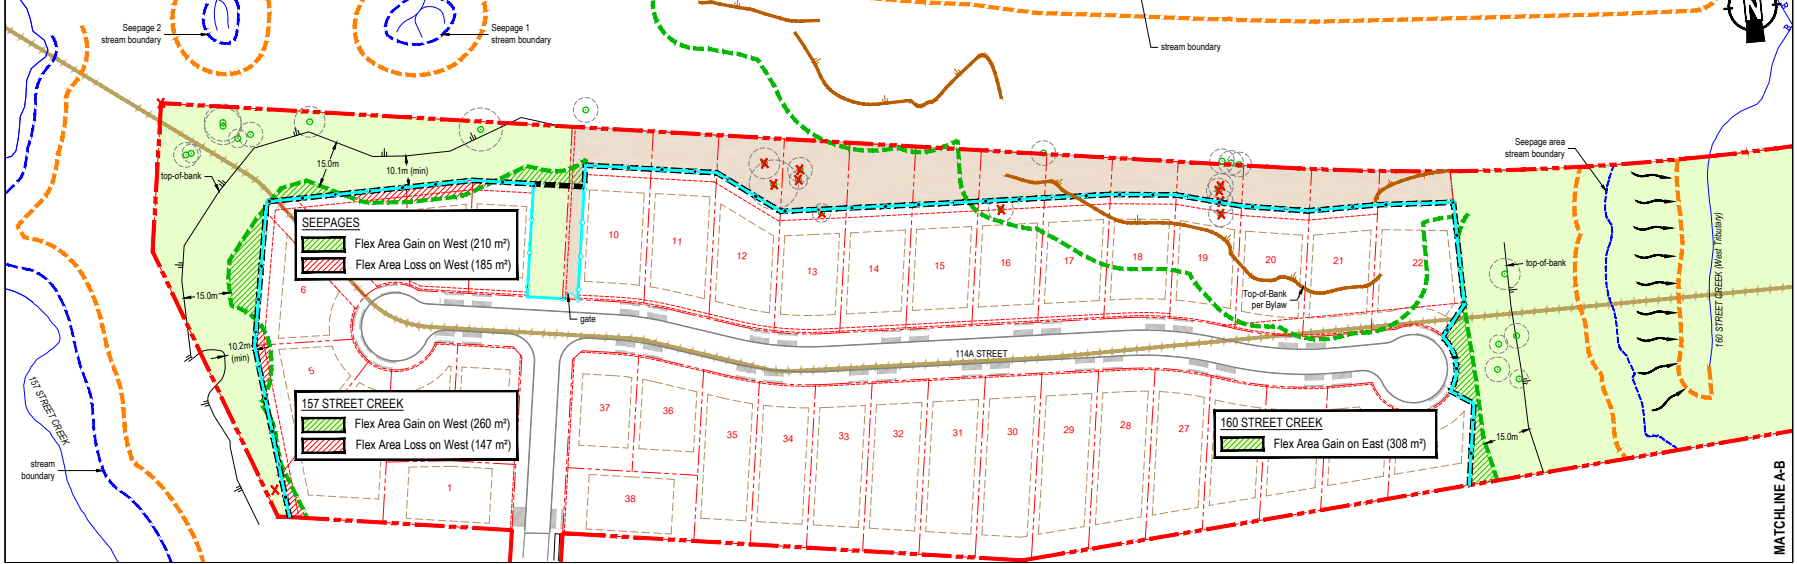 Seepage 2
stream boundary
Seepage 1
stream boundary
stream boundary
N
Seepage area
stream boundary
top-of-bank
15.0m
10.1m (min)
SEEPAGES
Flex Area Gain on West (210 m²)
Flex Area Loss on West (185 m²)
10
11
12
13
14
15
16
17
18
19
20
21
22
top-of-bank
15.0m
6
gate
Top-of-Bank
per Bylaw
160 STREET CREEK (West Tributary)
10.2m
(min)
5
114A STREET
157 STREET CREEK
157 STREET CREEK
Flex Area Gain on West (260 m²)
Flex Area Loss on West (147 m²)
37
36
35
34
33
32
31
30
29
28
27
160 STREET CREEK
Flex Area Gain on East (308 m²)
15.0m
stream
boundary
1
38
MATCHLINE A-B